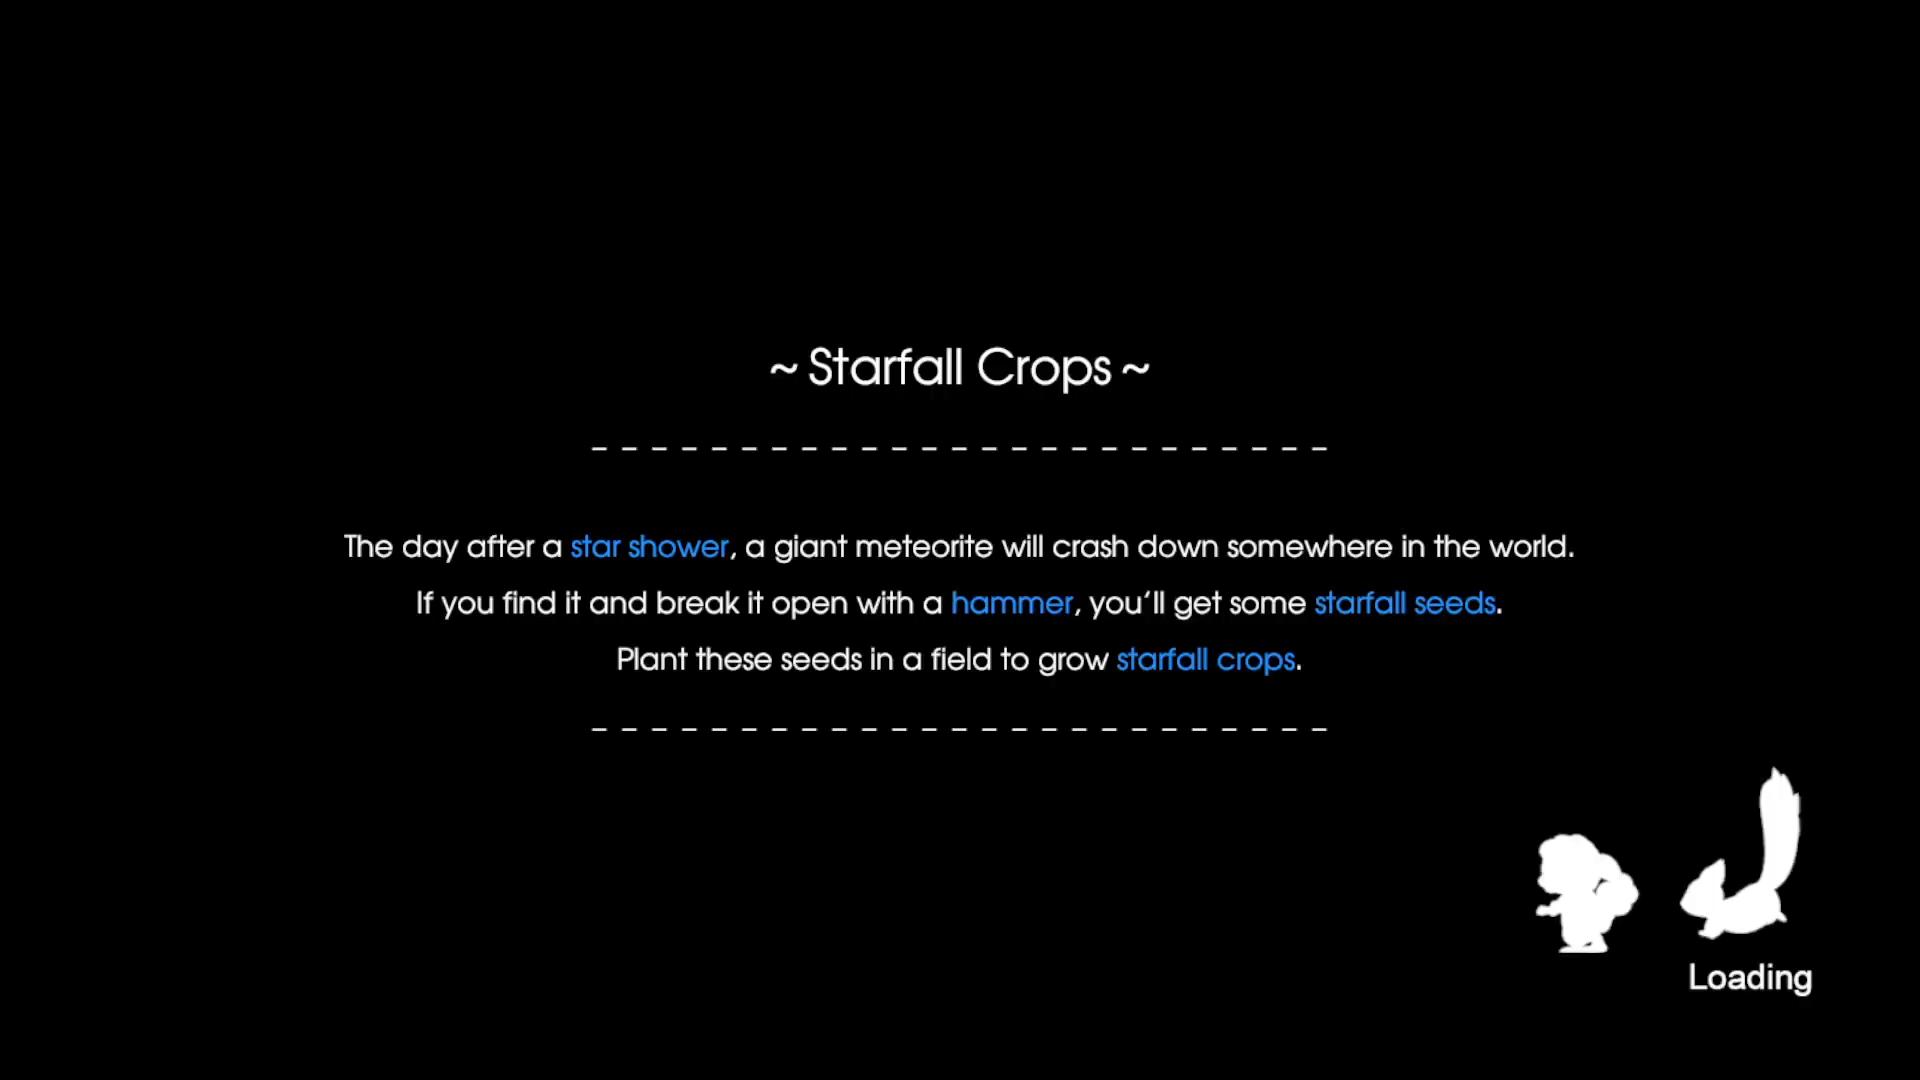 ~ Starfall Crops ~
- - - - - - - - - - - - - - - - - - - - - - - - -
The day after a star shower, a giant meteorite will crash down somewhere in the world.
If you find it and break it open with a hammer, you'll get some starfall seeds.
Plant these seeds in a field to grow starfall crops.
- - - - - - - - - - - - - - - - - - - - - - - - -
Loading